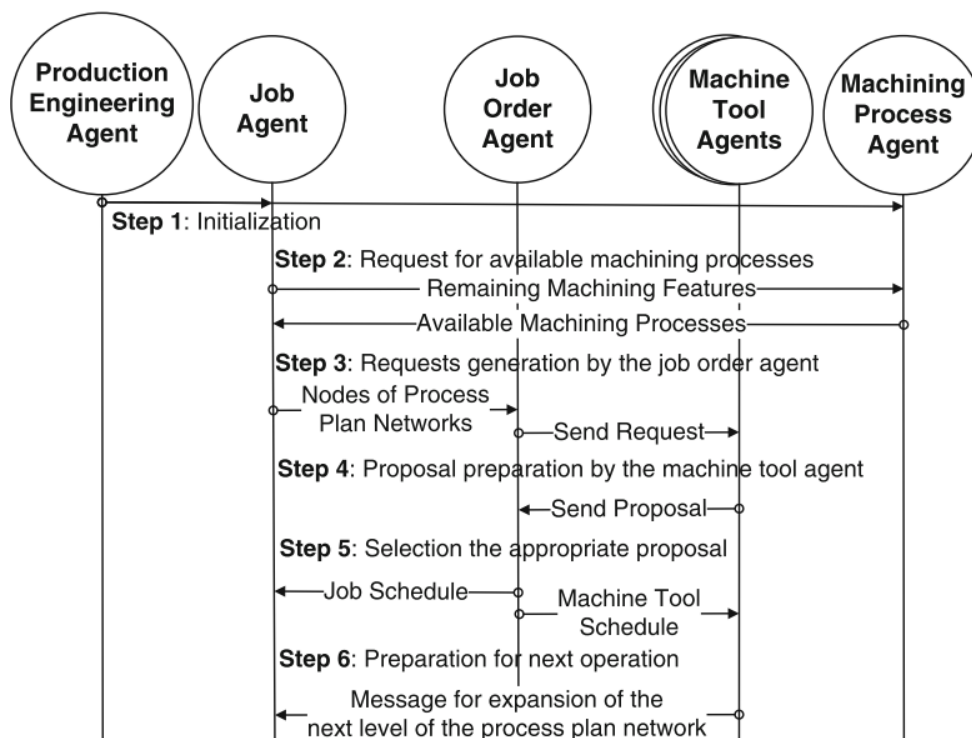 Production
Engineering
Agent
Job
Agent
Job
Order
Agent
Machine
Tool
Agents
Machining
Process
Agent
Step 1: Initialization
Step 2: Request for available machining processes
Remaining Machining Features
Available Machining Processes
Step 3: Requests generation by the job order agent
Nodes of Process
Plan Networks
Send Request
Step 4: Proposal preparation by the machine tool agent
Send Proposal
Step 5: Selection the appropriate proposal
Job Schedule
Machine Tool
Schedule
Step 6: Preparation for next operation
Message for expansion of the
next level of the process plan network